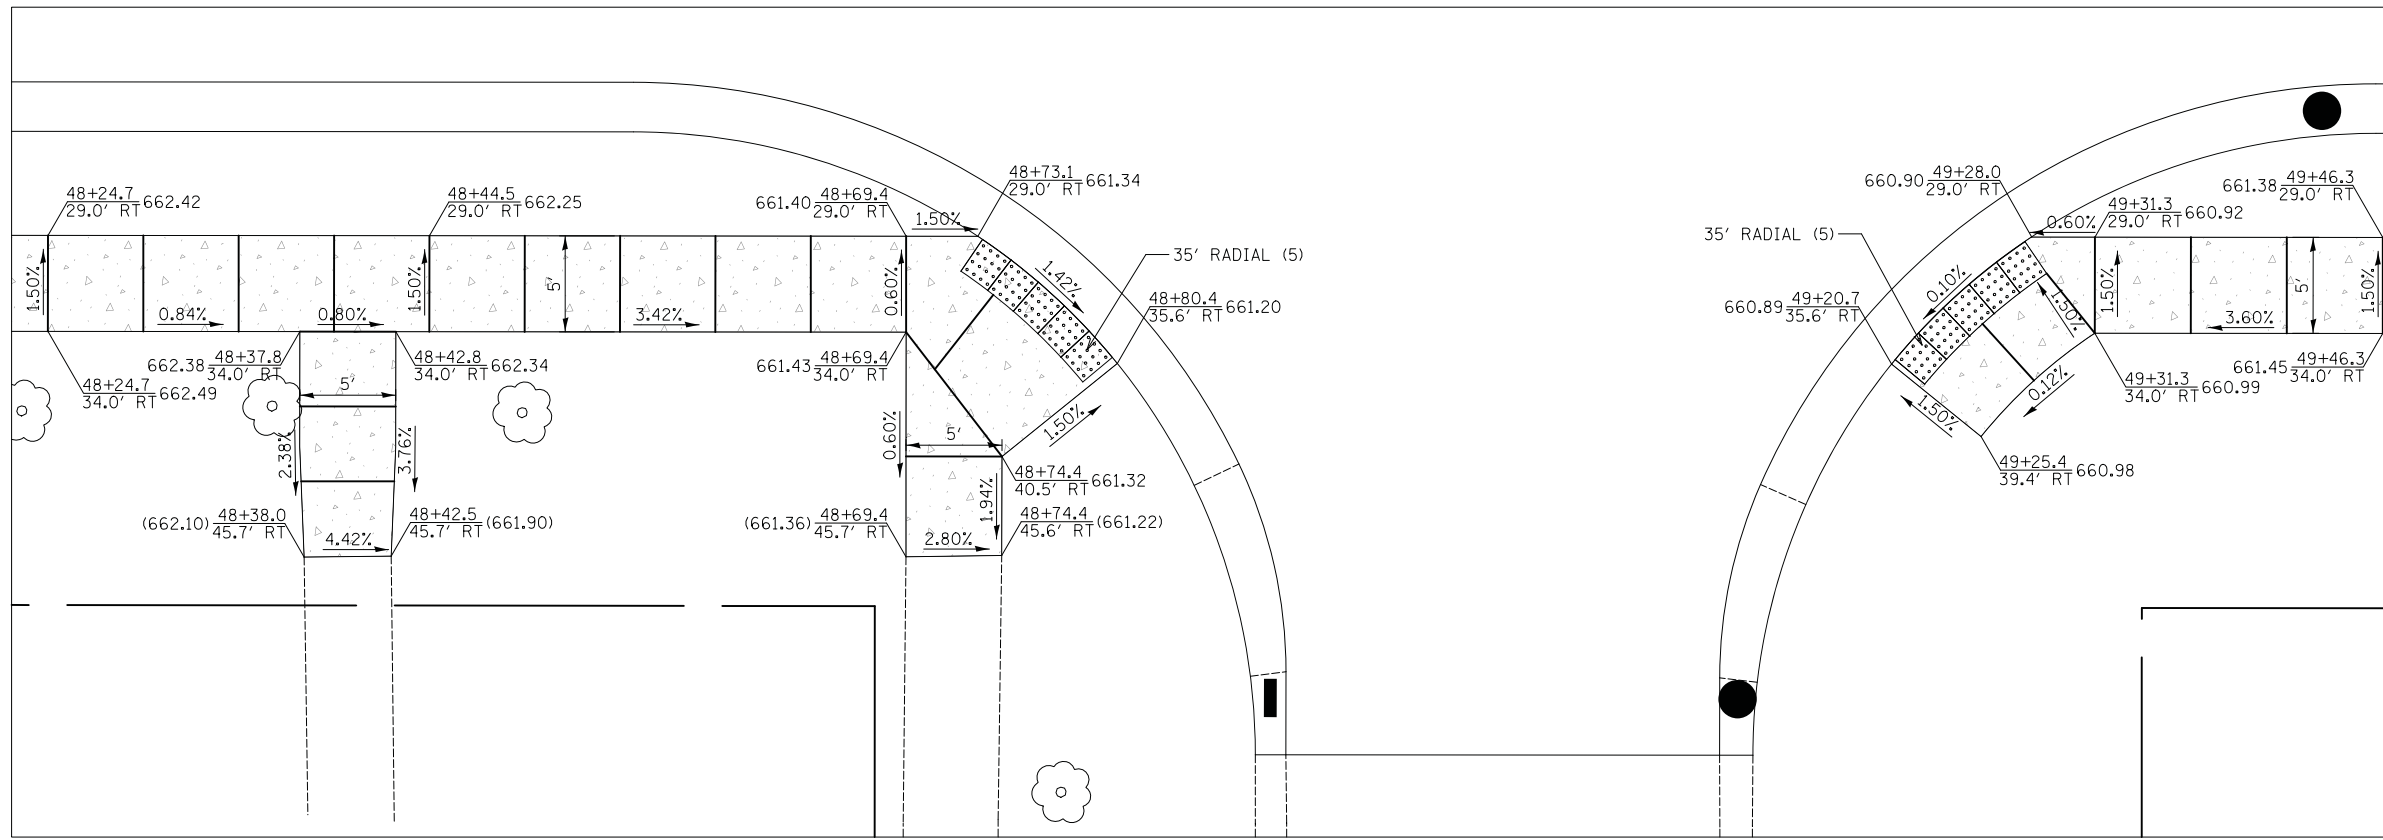 48+24.7
29.0' RT 662.42
48+44.5
29.0' RT 662.25
661.40 48+69.4
29.0' RT
48+73.1
29.0' RT 661.34
660.90 49+28.0
29.0' RT
49+31.3
29.0' RT 660.92
661.38 49+46.3
29.0' RT
1.50%
0.60%
35' RADIAL (5)
35' RADIAL (5)
1.50%
0.84%
0.80%
1.50%
5'
3.42%
0.60%
1.42%
48+80.4
35.6' RT 661.20
660.89 49+20.7
35.6' RT
0.10%
1.50%
1.50%
3.60%
5'
1.50%
48+24.7
34.0' RT 662.49
662.38 48+37.8
34.0' RT
48+42.8
34.0' RT 662.34
661.43 48+69.4
34.0' RT
49+31.3
34.0' RT 660.99
661.45 49+46.3
34.0' RT
5'
2.38%
3.76%
0.60%
5'
1.50%
1.50%
0.12%
48+74.4
40.5' RT 661.32
49+25.4
39.4' RT 660.98
(662.10) 48+38.0
45.7' RT
48+42.5
45.7' RT (661.90)
4.42%
(661.36) 48+69.4
45.7' RT
1.94%
48+74.4
45.6' RT (661.22)
2.80%